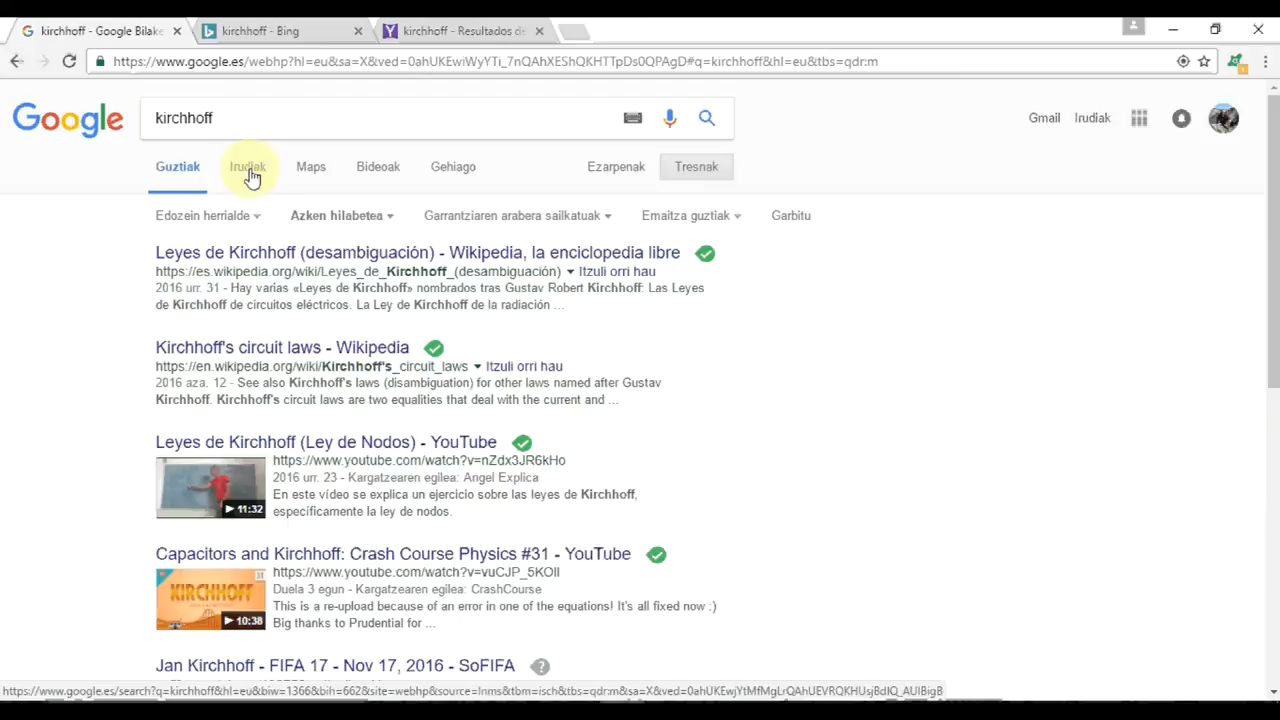 kirchhoff - Google Bilake
kirchhoff - Bing
kirchhoff - Resultados de
https://www.google.es/webhp?hl=eu&sa=X&ved=0ahUKEwiWyYTi_7nQAhXEShQKHTTpDs0QPAgD#q=kirchhoff&hl=eu&tbs=qdr:m
Google
kirchhoff
Gmail Irudiak
Guztiak Irudiak Maps Bideoak Gehiago Ezarpenak Tresnak
Edozein herrialde Azken hilabetea Garrantziaren arabera sailkatuak Emaitza guztiak Garbitu
Leyes de Kirchhoff (desambiguación) - Wikipedia, la enciclopedia libre
https://es.wikipedia.org/wiki/Leyes_de_Kirchhoff_(desambiguación) Itzuli orri hau
2016 urr. 31 - Hay varias «Leyes de Kirchhoff» nombrados tras Gustav Robert Kirchhoff: Las Leyes
de Kirchhoff de circuitos eléctricos. La Ley de Kirchhoff de la radiación ...
Kirchhoff's circuit laws - Wikipedia
https://en.wikipedia.org/wiki/Kirchhoff's_circuit_laws Itzuli orri hau
2016 aza. 12 - See also Kirchhoff's laws (disambiguation) for other laws named after Gustav
Kirchhoff. Kirchhoff's circuit laws are two equalities that deal with the current and ...
Leyes de Kirchhoff (Ley de Nodos) - YouTube
https://www.youtube.com/watch?v=nZdx3JR6kHo
2016 urr. 23 - Kargatzearen egilea: Angel Explica
En este vídeo se explica un ejercicio sobre las leyes de Kirchhoff,
específicamente la ley de nodos.
11:32
Capacitors and Kirchhoff: Crash Course Physics #31 - YouTube
https://www.youtube.com/watch?v=vuCJP_5KOlI
Duela 3 egun - Kargatzearen egilea: CrashCourse
This is a re-upload because of an error in one of the equations! It's all fixed now :)
Big thanks to Prudential for ...
31
KIRCHHOFF
10:38
Jan Kirchhoff - FIFA 17 - Nov 17, 2016 - SoFIFA
https://www.google.es/search?q=kirchhoff&hl=eu&biw=1366&bih=662&site=webhp&source=lnms&tbm=isch&tbs=qdr:m&sa=X&ved=0ahUKEwjYtMfMgLrQAhUEVRQKHUsjBdIQ_AUIBigB